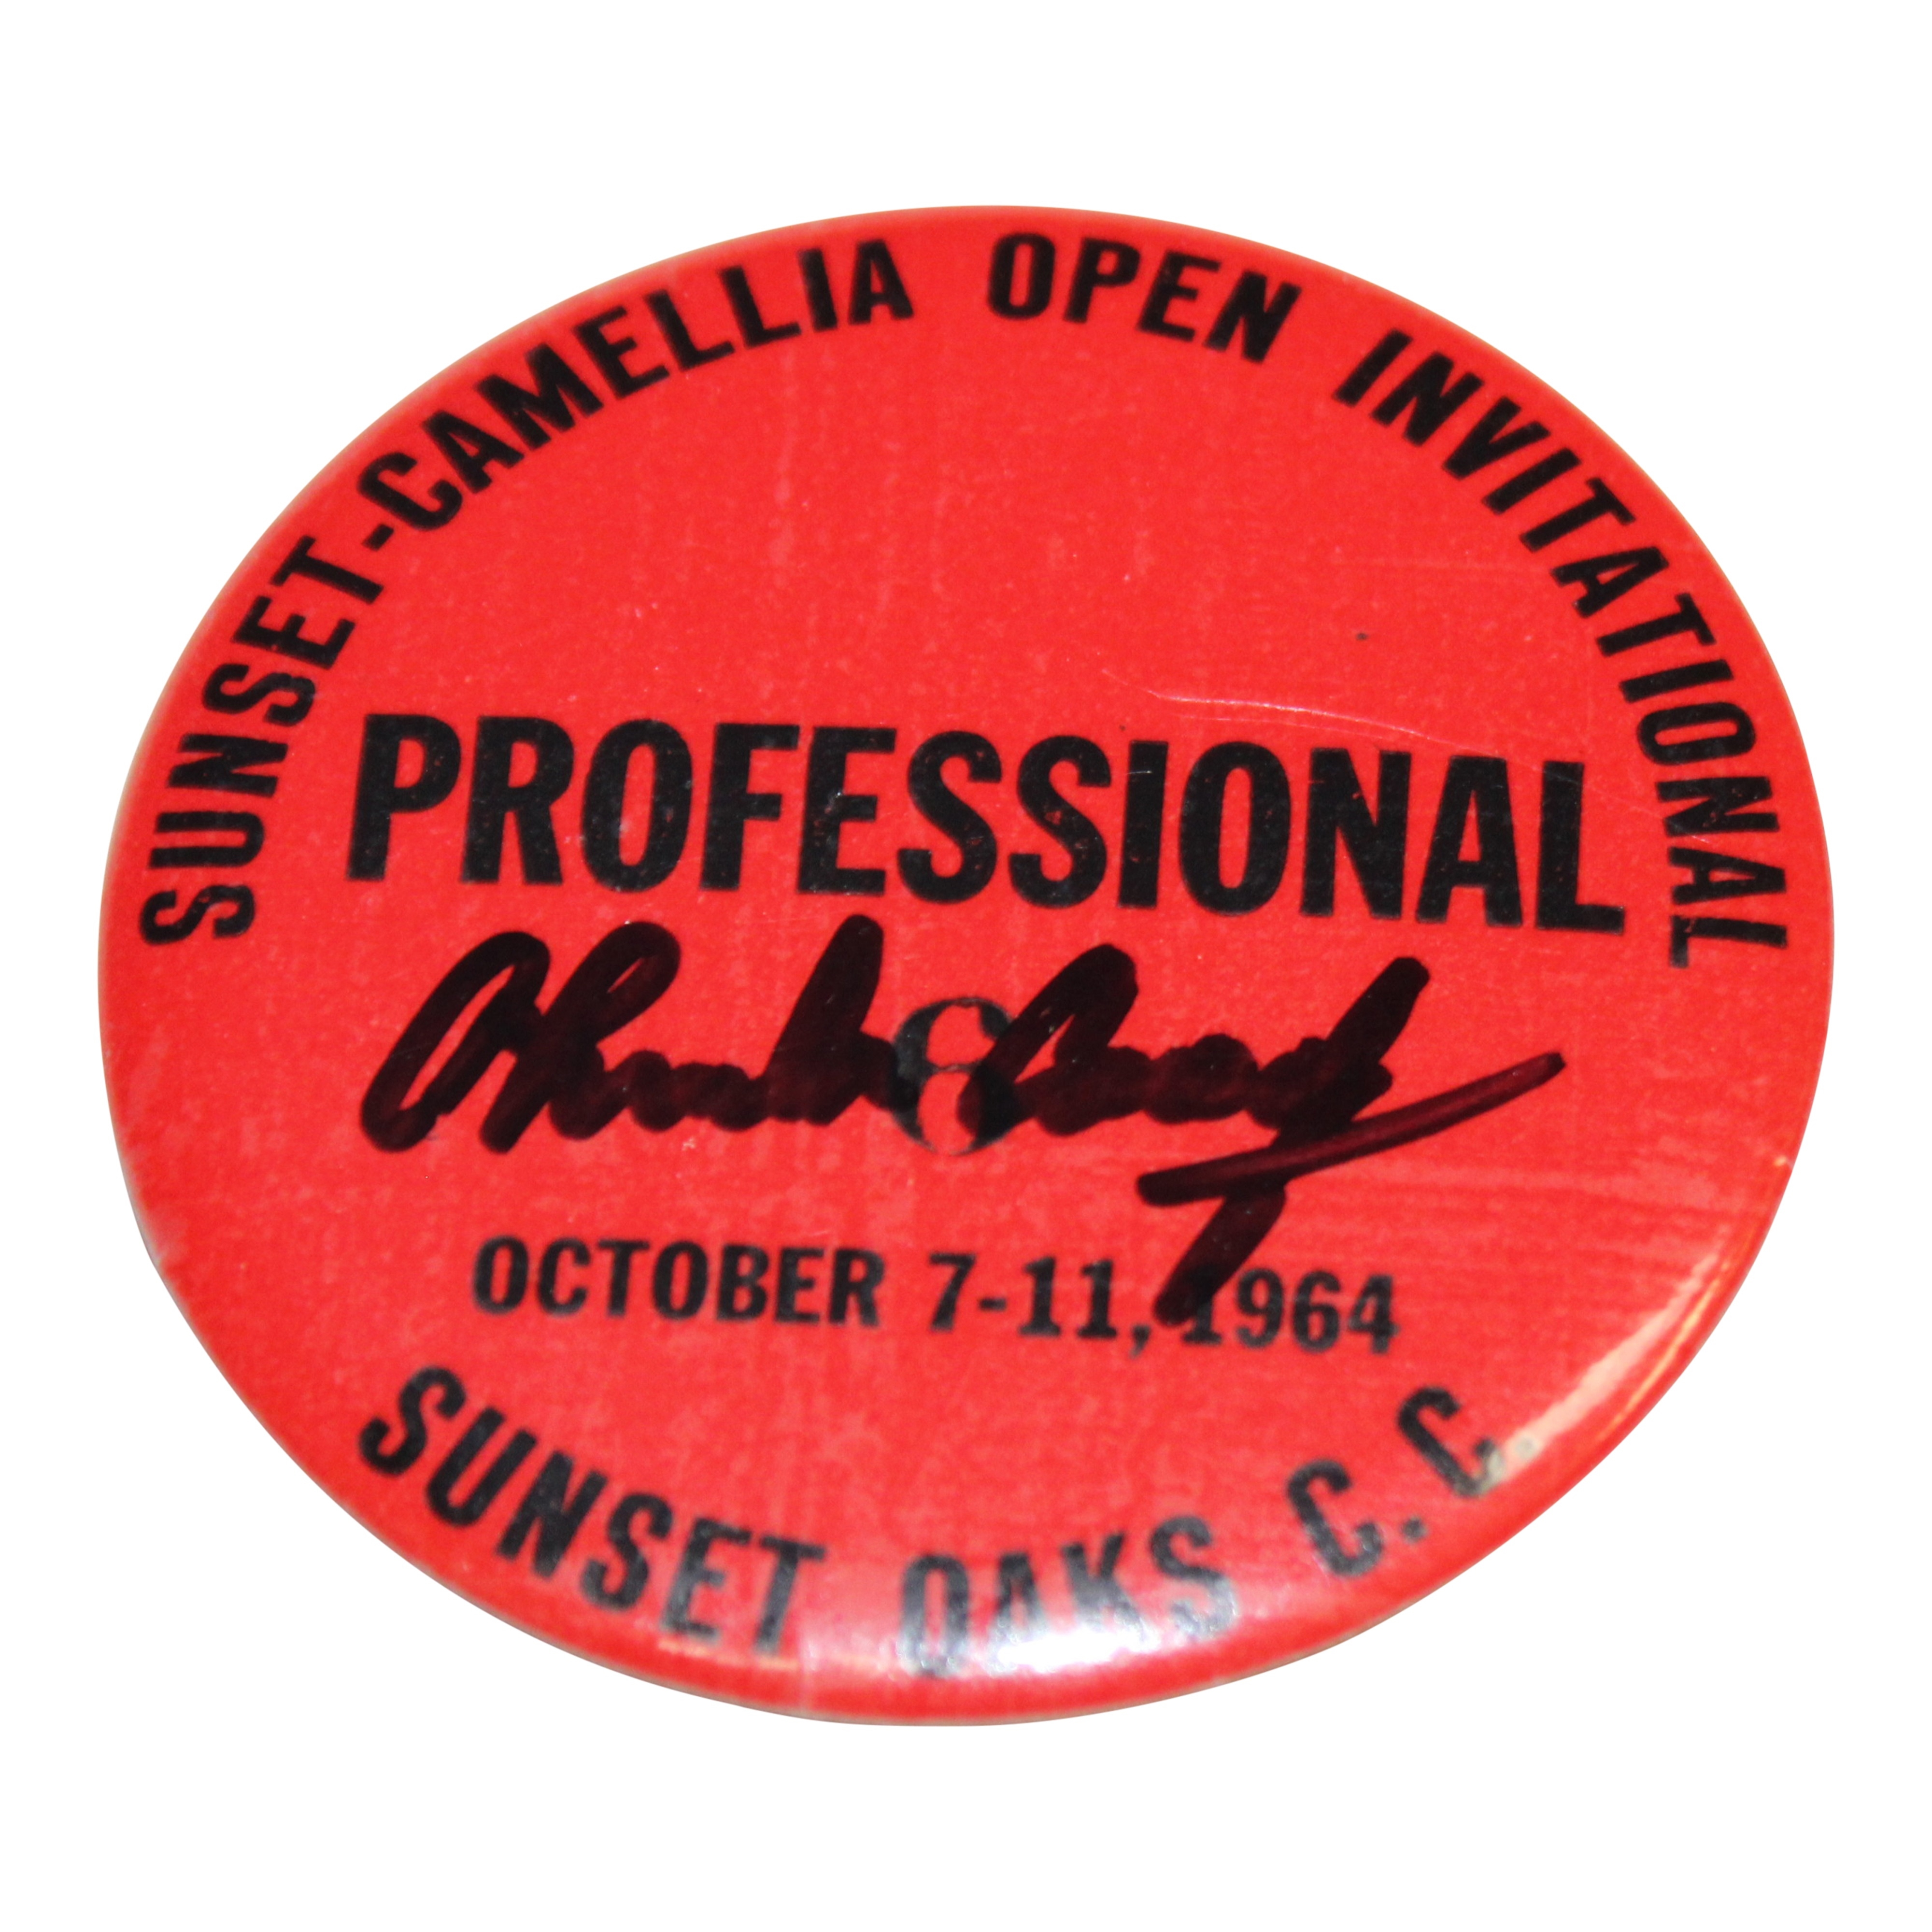 SUNSET-CAMELLIA OPEN INVITATIONAL
PROFESSIONAL
8
OCTOBER 7-11, 1964
SUNSET OAKS C. C.